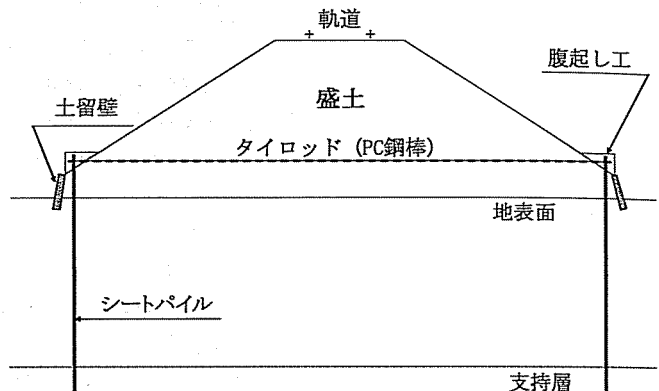 軌道
腹起し工
盛土
土留壁
タイロッド (PC鋼棒)
地表面
シートパイル
支持層